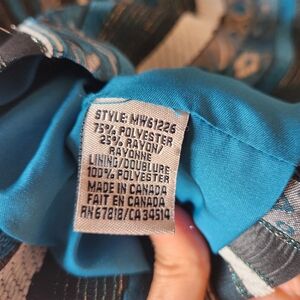 STYLE: MW61226
75% POLYESTER
25% RAYON/
RAYONNE
LINING/DOUBLURE
100% POLYESTER
MADE IN CANADA
FAIT EN CANADA
RN 67818/CA 34514